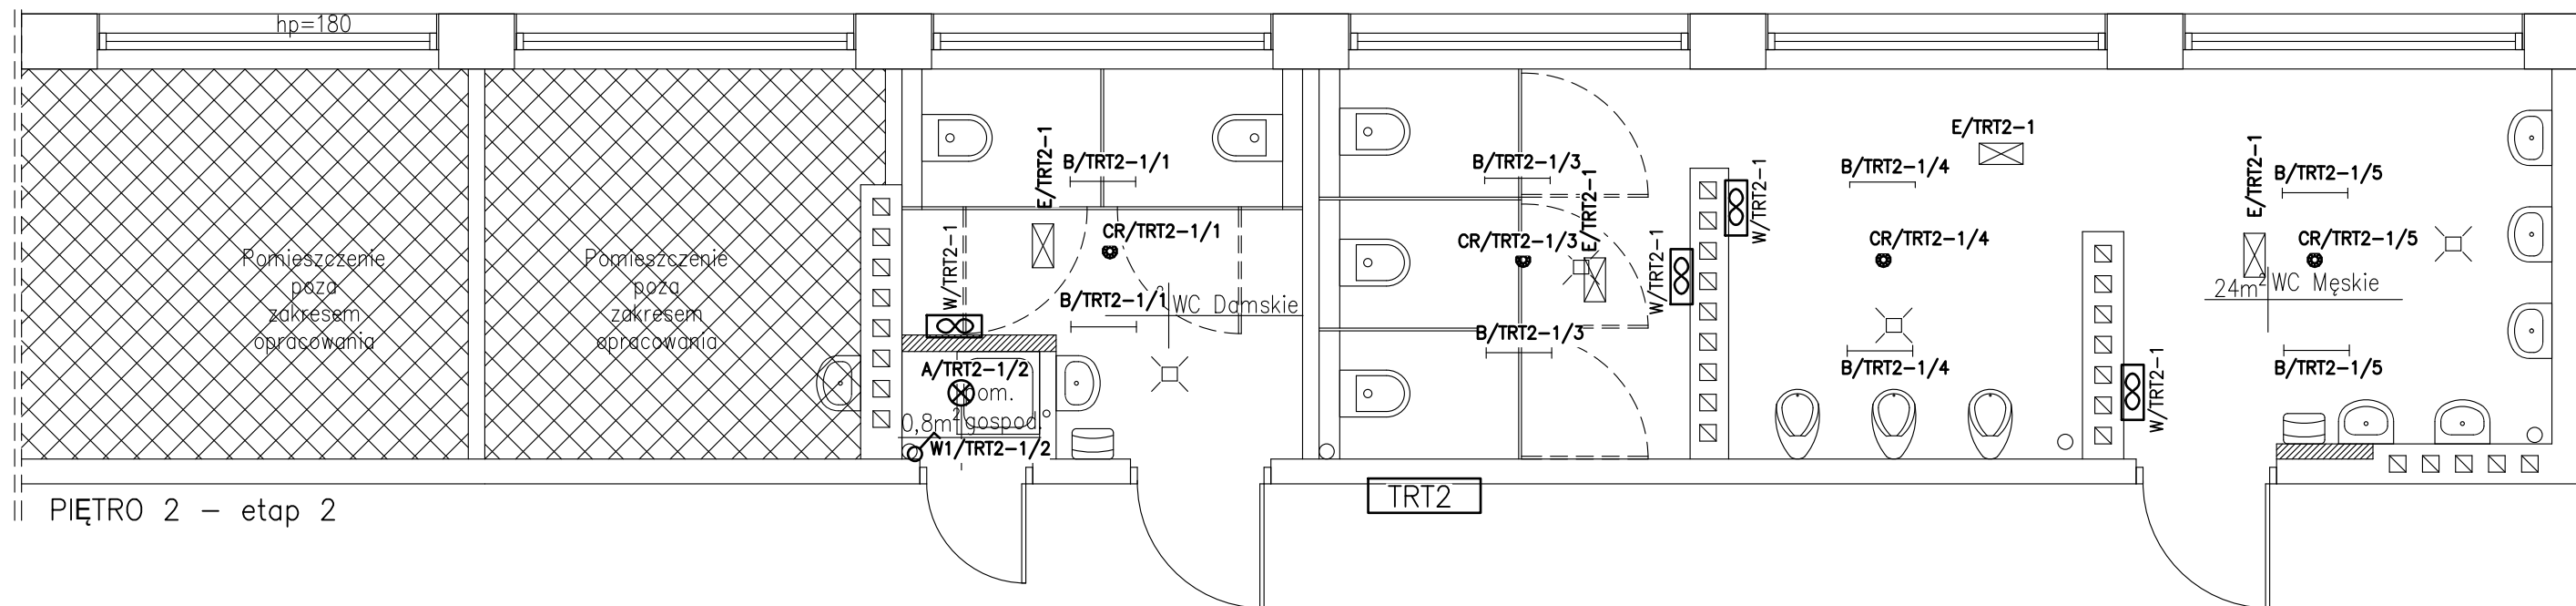 hp=180
E/TRT2-1
B/TRT2-1/1
B/TRT2-1/3
E/TRT2-1
B/TRT2-1/4
E/TRT2-1
B/TRT2-1/5
W/TRT2-1
E/TRT2-1
CR/TRT2-1/1
CR/TRT2-1/3
CR/TRT2-1/4
CR/TRT2-1/5
Pomieszczenie
poza
zakresem
opracowania
Pomieszczenie
poza
zakresem
opracowania
W/TRT2-1
W/TRT2-1
B/TRT2-1/1
WC Damskie
24m² WC Męskie
B/TRT2-1/3
B/TRT2-1/4
B/TRT2-1/5
W/TRT2-1
A/TRT2-1/2
pom.
0,8m² gospod.
W1/TRT2-1/2
TRT2
PIĘTRO 2 – etap 2